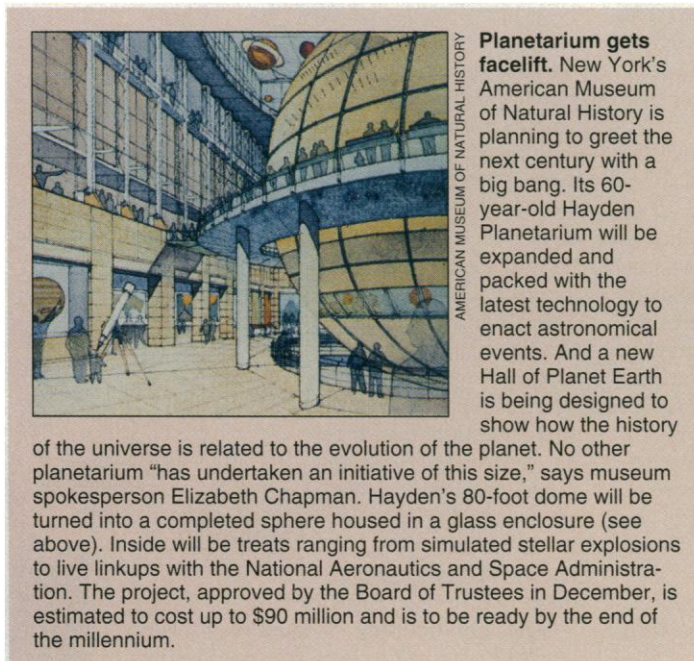 AMERICAN MUSEUM OF NATURAL HISTORY
Planetarium gets
facelift. New York's
American Museum
of Natural History is
planning to greet the
next century with a
big bang. Its 60-
year-old Hayden
Planetarium will be
expanded and
packed with the
latest technology to
enact astronomical
events. And a new
Hall of Planet Earth
is being designed to
show how the history
of the universe is related to the evolution of the planet. No other
planetarium “has undertaken an initiative of this size,” says museum
spokesperson Elizabeth Chapman. Hayden's 80-foot dome will be
turned into a completed sphere housed in a glass enclosure (see
above). Inside will be treats ranging from simulated stellar explosions
to live linkups with the National Aeronautics and Space Administra-
tion. The project, approved by the Board of Trustees in December, is
estimated to cost up to $90 million and is to be ready by the end of
the millennium.